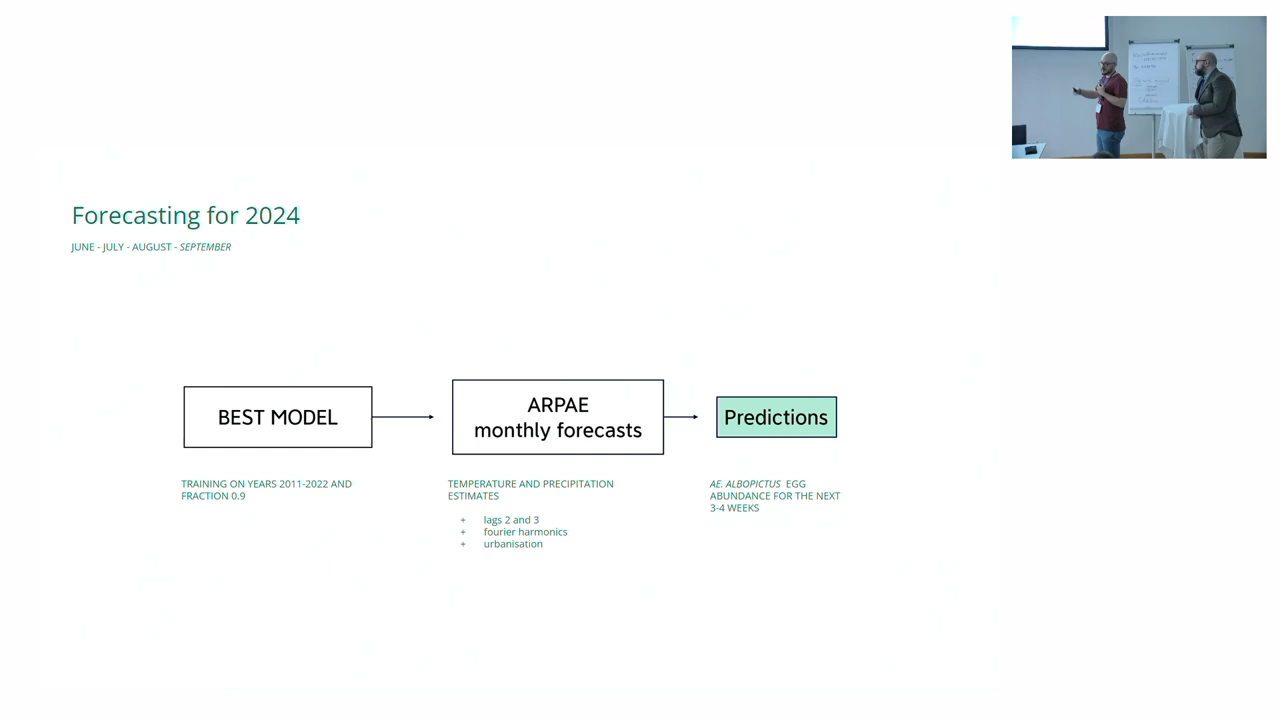 Forecasting for 2024
JUNE - JULY - AUGUST - SEPTEMBER
BEST MODEL
TRAINING ON YEARS 2011-2022 AND
FRACTION 0.9
ARPAE
monthly forecasts
TEMPERATURE AND PRECIPITATION
ESTIMATES
+ lags 2 and 3
+ fourier harmonics
+ urbanisation
Predictions
AE. ALBOPICTUS EGG
ABUNDANCE FOR THE NEXT
3-4 WEEKS